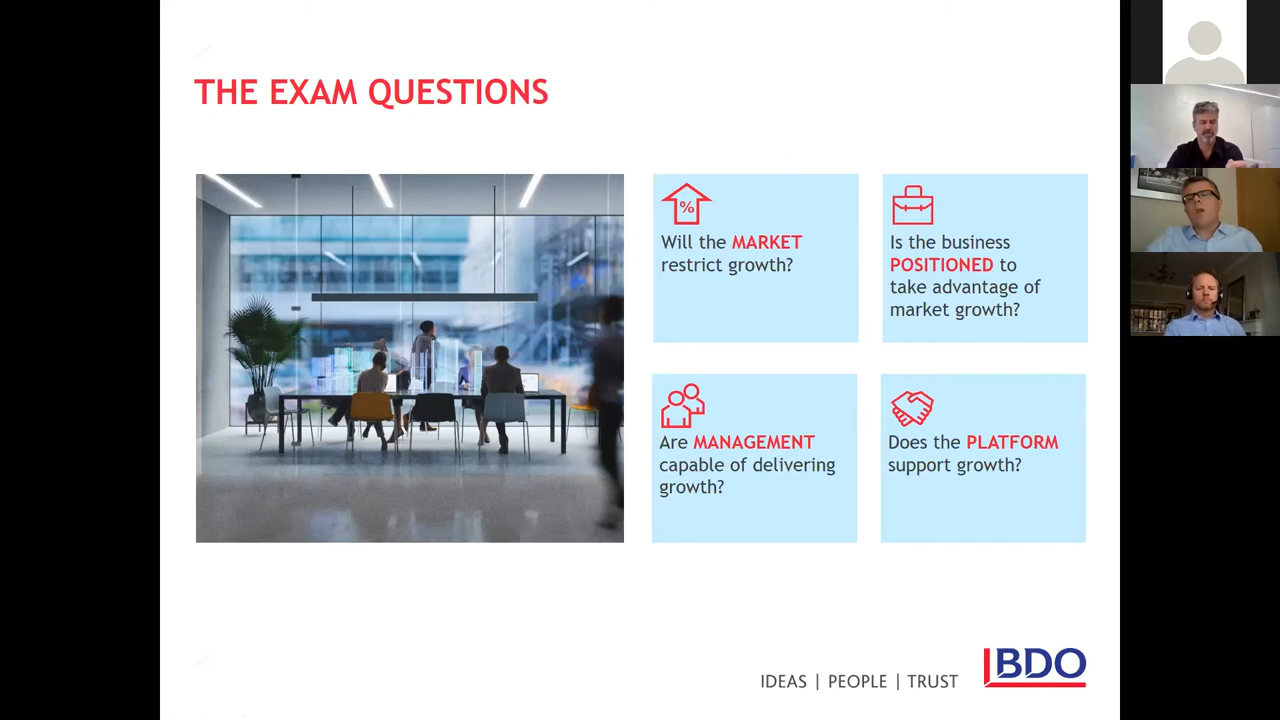 THE EXAM QUESTIONS
%
Will the MARKET
restrict growth?
Is the business
POSITIONED to
take advantage of
market growth?
Are MANAGEMENT
capable of delivering
growth?
Does the PLATFORM
support growth?
IDEAS | PEOPLE | TRUST
BDO